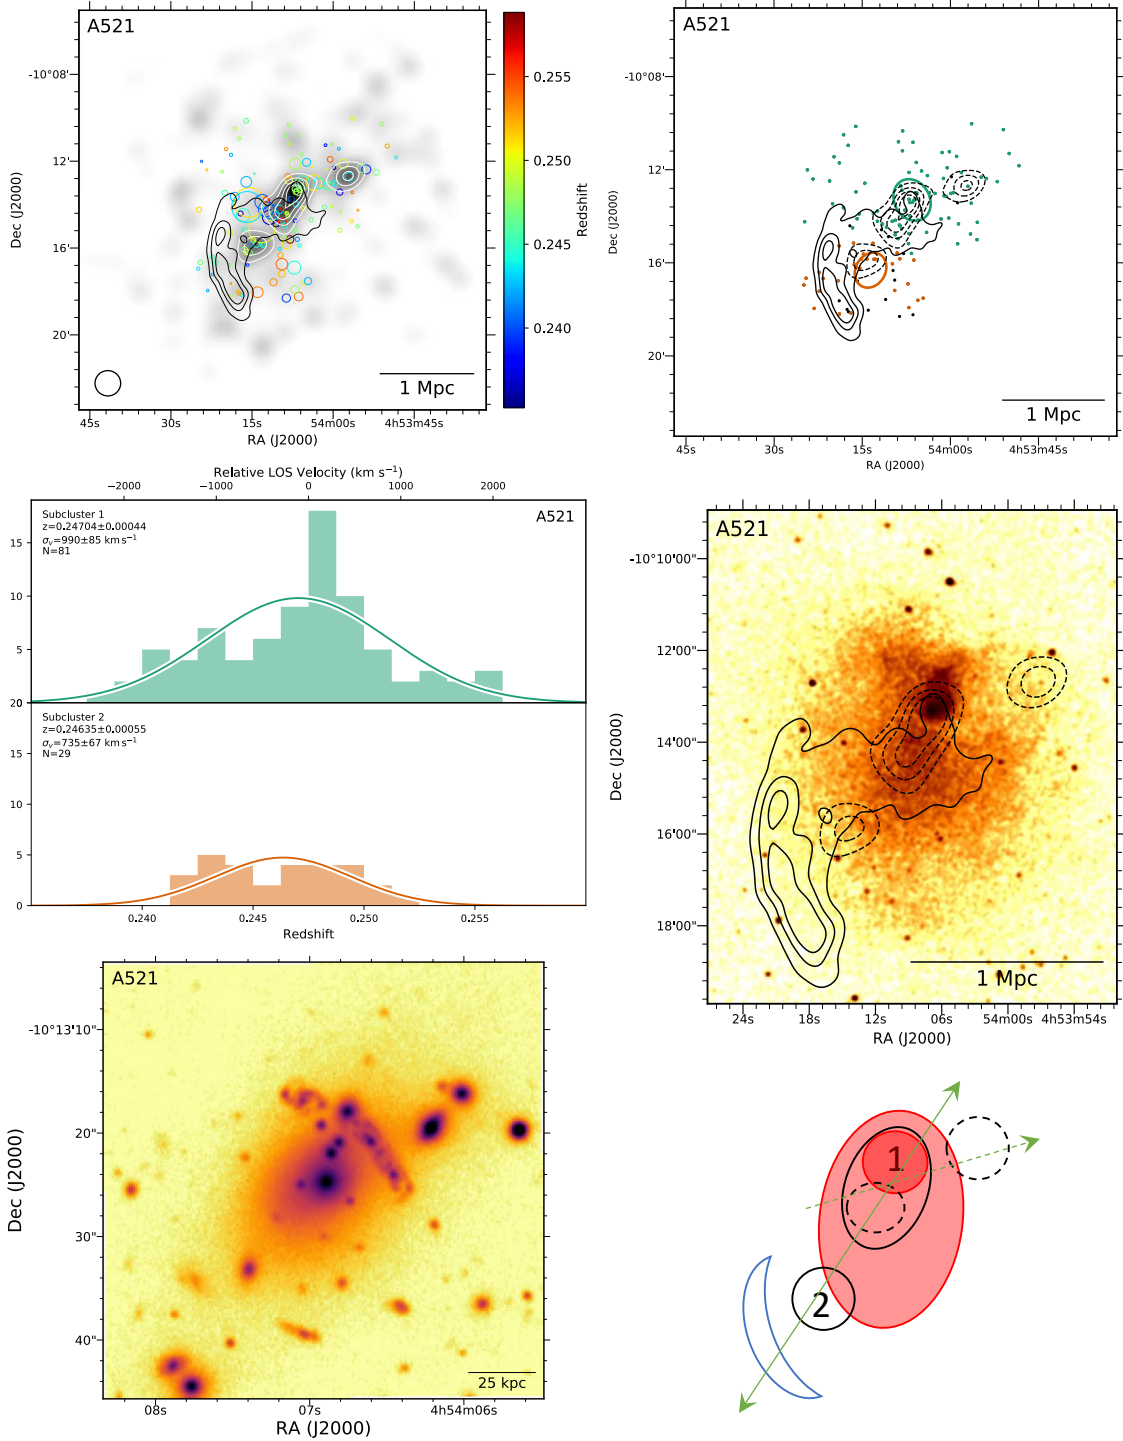 A521
-10°08'
12'
16'
20'
Dec (J2000)
45s
30s
15s
54m00s
4h53m45s
RA (J2000)
1 Mpc
0.255
0.250
0.245
0.240
Redshift
A521
-10°08'
12'
16'
20'
Dec (J2000)
45s
30s
15s
54m00s
4h53m45s
RA (J2000)
1 Mpc
Relative LOS Velocity (km s⁻¹)
−2000
−1000
0
1000
2000
Subcluster 1
z=0.24704±0.00044
σᵥ=990±85 km s⁻¹
N=81
A521
15
10
5
20
Subcluster 2
z=0.24635±0.00055
σᵥ=735±67 km s⁻¹
N=29
15
10
5
0
0.240
0.245
0.250
0.255
Redshift
A521
-10°10'00"
12'00"
14'00"
16'00"
18'00"
Dec (J2000)
1 Mpc
24s
18s
12s
06s
54m00s
4h53m54s
RA (J2000)
A521
-10°13'10"
20"
30"
40"
Dec (J2000)
25 kpc
08s
07s
4h54m06s
RA (J2000)
1
2